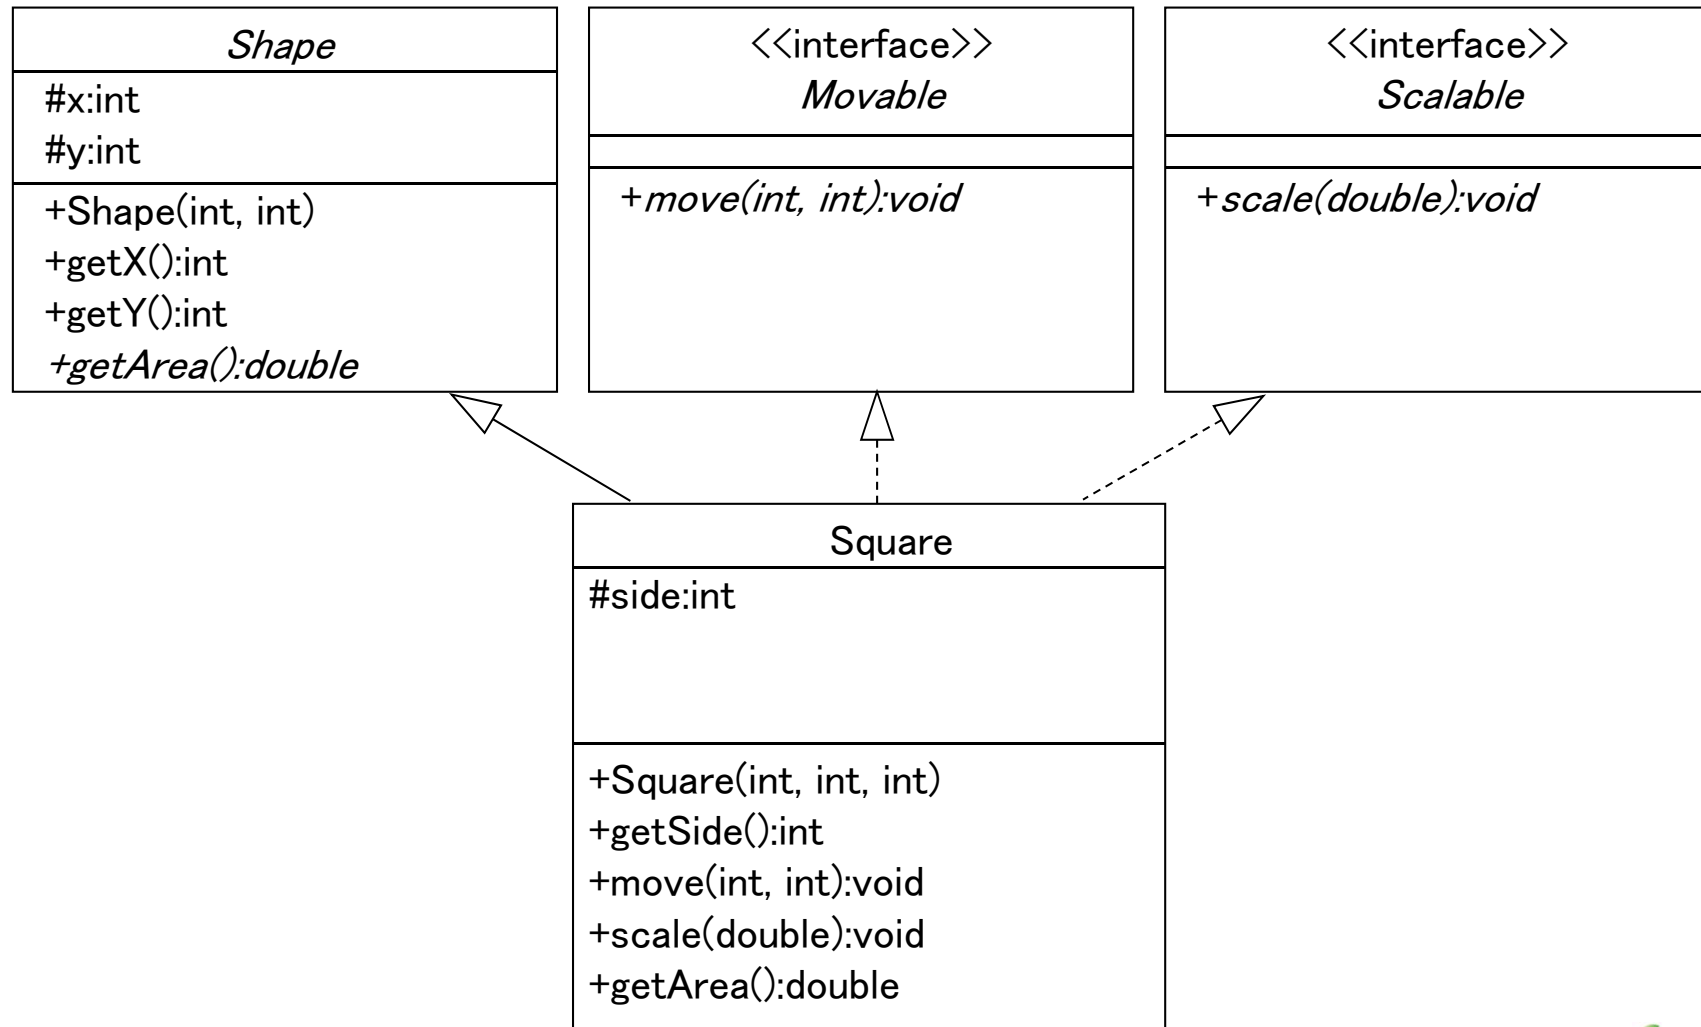 Shape
#x:int
#y:int
+Shape(int, int)
+getX():int
+getY():int
+getArea():double
<<interface>>
Movable
+move(int, int):void
<<interface>>
Scalable
+scale(double):void
Square
#side:int
+Square(int, int, int)
+getSide():int
+move(int, int):void
+scale(double):void
+getArea():double